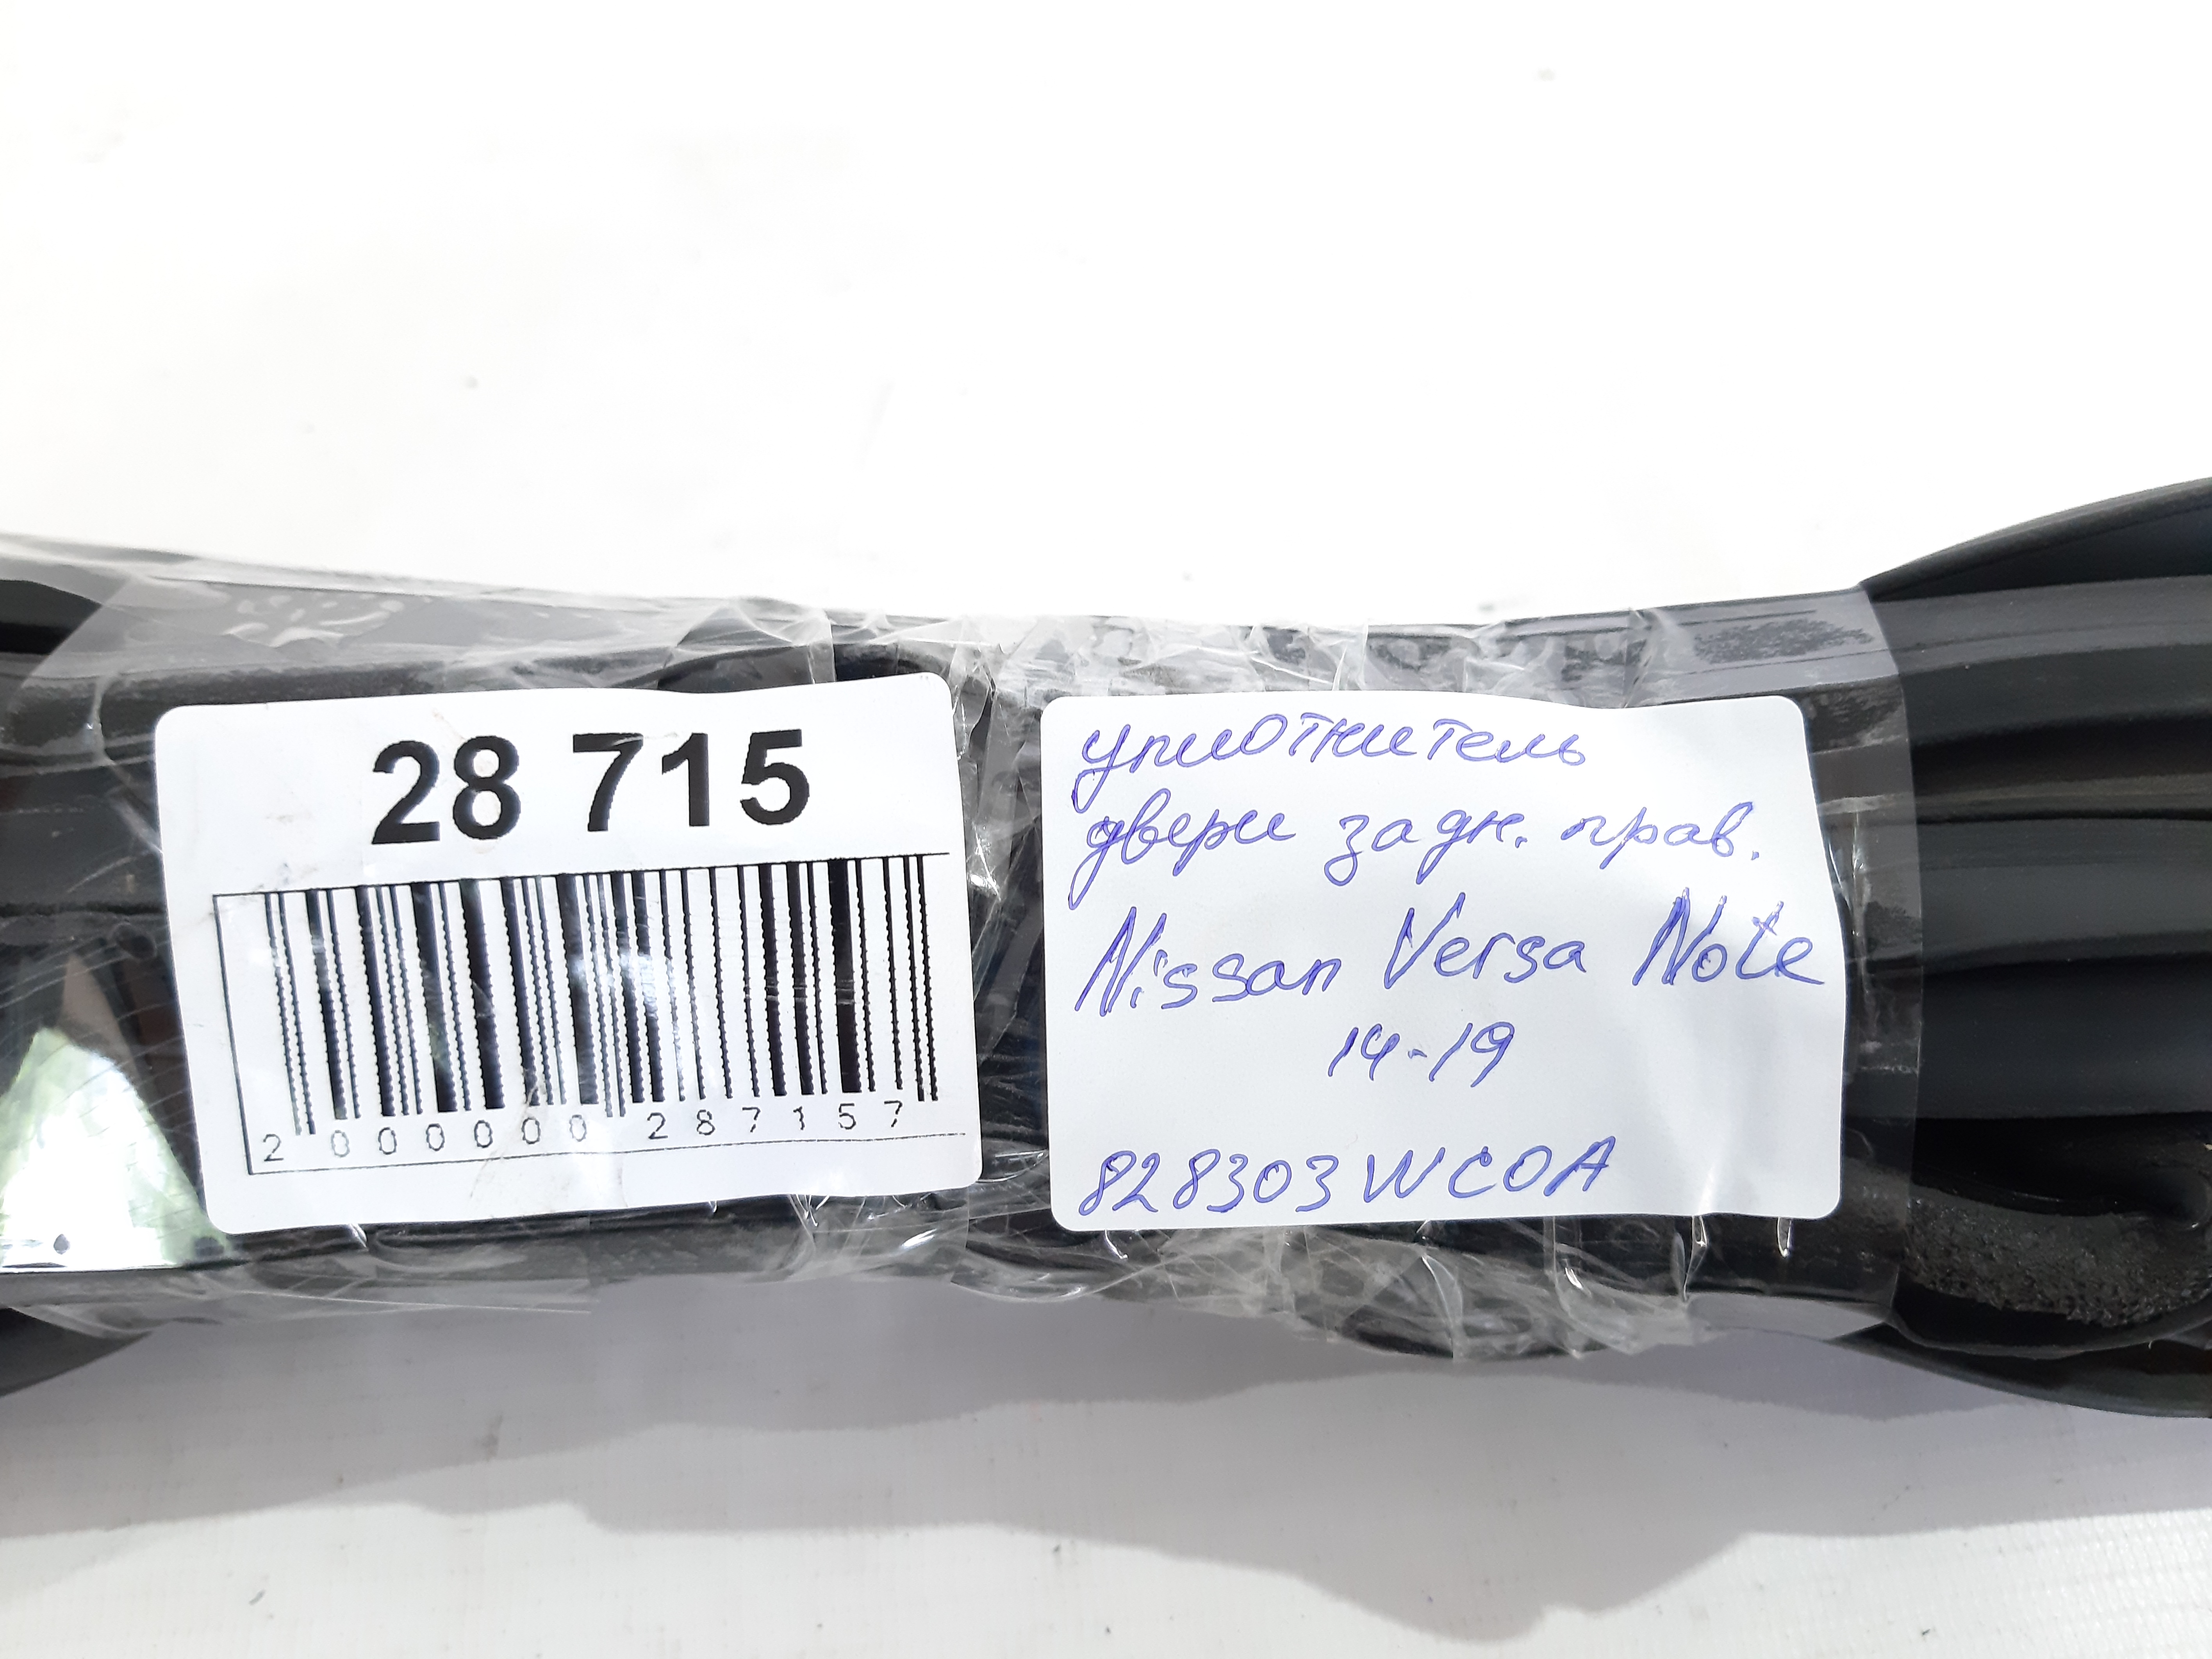 28 715
2 000000 287157
уплотнитель
двери задн. прав.
Nissan Versa Note
14-19
828303WC0A